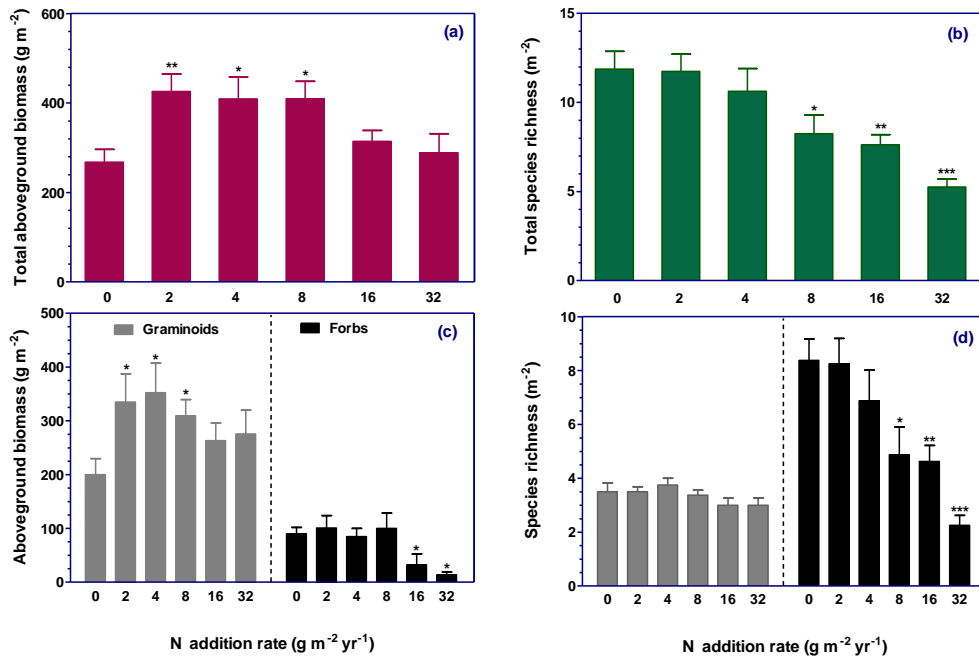 Total aboveground biomass (g m⁻²)
600
400
200
0
(a)
**
*
*
0 2 4 8 16 32
Total species richness (m⁻²)
15
10
5
0
(b)
*
**
***
0 2 4 8 16 32
Aboveground biomass (g m⁻²)
500
400
300
200
100
0
Graminoids
Forbs
(c)
*
*
*
*
*
0 2 4 8 16 32 0 2 4 8 16 32
N addition rate (g m⁻² yr⁻¹)
Species richness (m⁻²)
10
8
6
4
2
0
(d)
*
**
***
0 2 4 8 16 32 0 2 4 8 16 32
N addition rate (g m⁻² yr⁻¹)